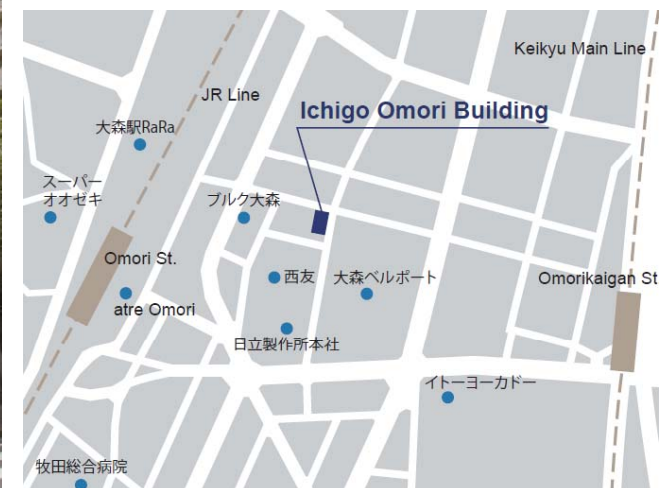 Keikyu Main Line
JR Line
Ichigo Omori Building
大森駅RaRa
スーパー
オオゼキ
ブルク大森
Omori St.
西友
大森ベルポート
Omorikaigan St
atre Omori
日立製作所本社
イトーヨーカドー
牧田総合病院